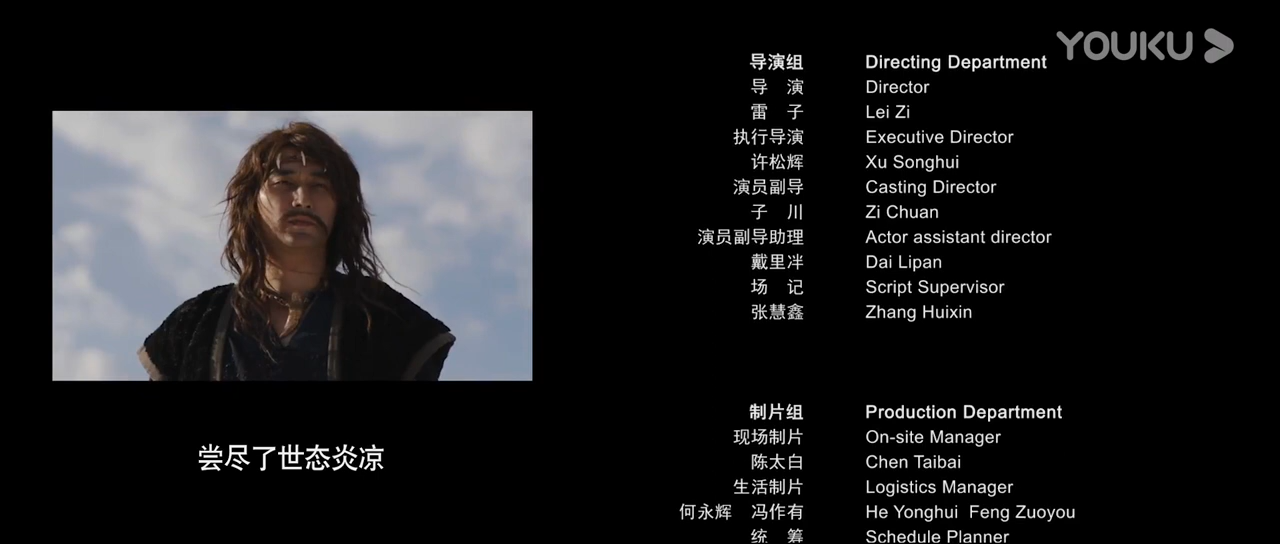 YOUKU
导演组 Directing Department
导 演 Director
雷 子 Lei Zi
执行导演 Executive Director
许松辉 Xu Songhui
演员副导 Casting Director
子 川 Zi Chuan
演员副导助理 Actor assistant director
戴里冸 Dai Lipan
场 记 Script Supervisor
张慧鑫 Zhang Huixin
制片组 Production Department
现场制片 On-site Manager
陈太白 Chen Taibai
生活制片 Logistics Manager
何永辉 冯作有 He Yonghui Feng Zuoyou
统 筹 Schedule Planner
尝尽了世态炎凉